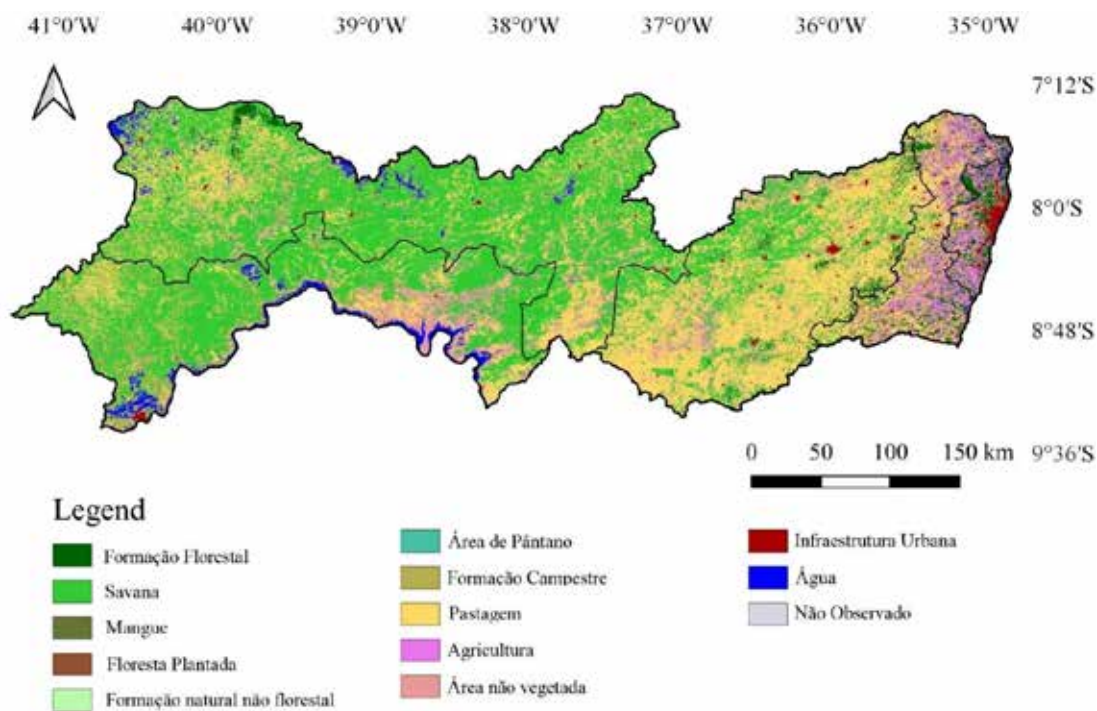 41°0'W 40°0'W 39°0'W 38°0'W 37°0'W 36°0'W 35°0'W
7°12'S
8°0'S
8°48'S
9°36'S
0 50 100 150 km
Legend
Formação Florestal
Savana
Mangue
Floresta Plantada
Formação natural não florestal
Área de Pântano
Formação Campestre
Pastagem
Agricultura
Área não vegetada
Infraestrutura Urbana
Água
Não Observado